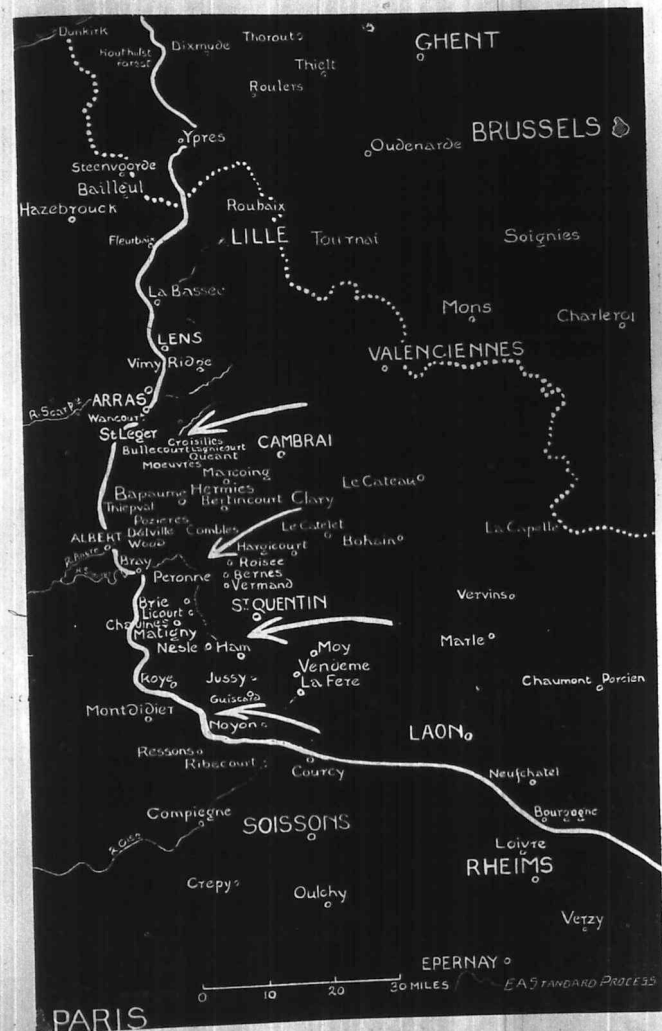 Dunkirk
Houthulst
Forest
Dixmude
Thorout
Thielt
GHENT
Roulers
Ypres
BRUSSELS
Oudenarde
Steenvoorde
Bailleul
Hazebrouck
Roubaix
LILLE
Tournai
Soignies
Fleurbaix
La Bassee
Mons
Charleroi
LENS
Vimy Ridge
VALENCIENNES
ARRAS
R. Scarpe
Wancourt
St Leger
Croisilles
Bullecourt Lagnicourt
Queant
Moeuvres
CAMBRAI
Marcoing
Le Cateau
Bapaume
Hermies
Thiepval
Bertincourt
Clary
Pozieres
ALBERT
Delville
Wood
Combles
Le Catelet
Bohain
La Capelle
Hargicourt
Bray
Roisee
Peronne
Bernes
Vermand
Vervins
Brie
Licourt
ST. QUENTIN
Chaulnes
Matigny
Marle
Nesle
Ham
Moy
Vendeme
Roye
Jussy
La Fere
Chaumont Porcien
Guiscard
Montdidier
Noyon
LAON
Ressons
Ribecourt
Courcy
Neufchatel
Compiegne
Bourgogne
R. Oise
SOISSONS
Loivre
RHEIMS
Crepy
Oulchy
Verzy
EPERNAY
0 10 20 30 MILES
EA STANDARD PROCESS
PARIS